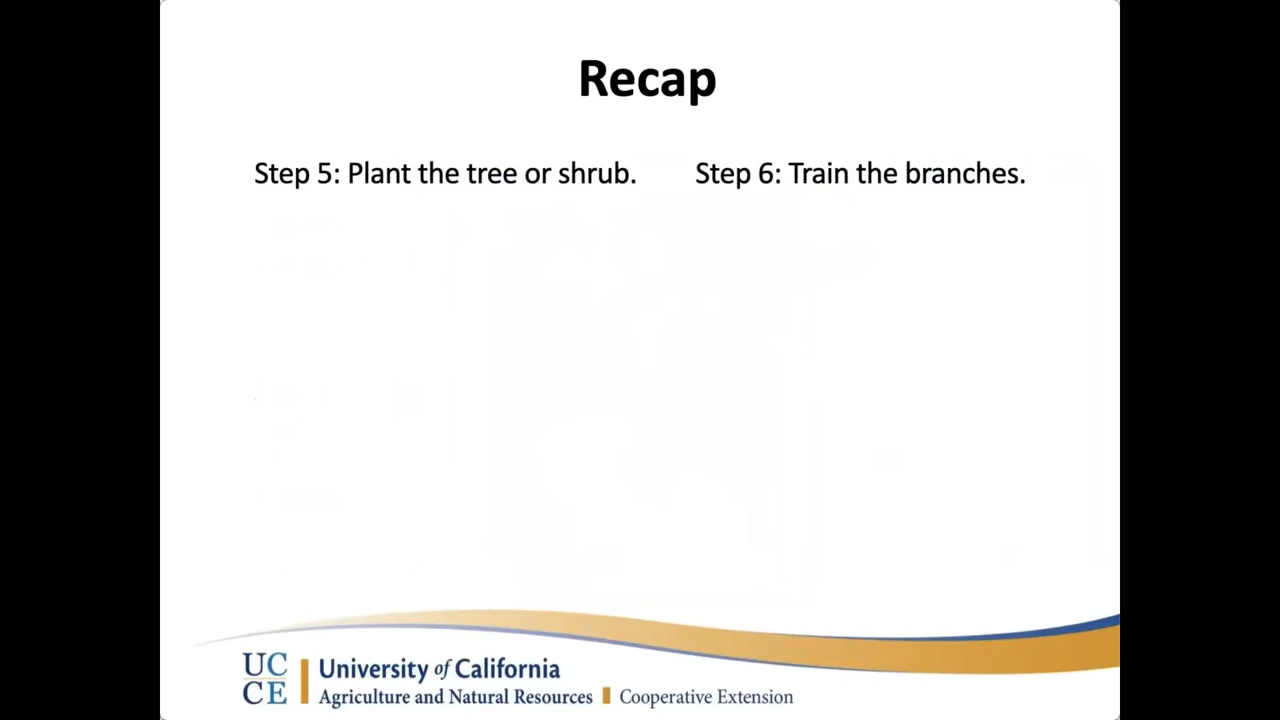 Recap
Step 5: Plant the tree or shrub.
Step 6: Train the branches.
UC
CE
University of California
Agriculture and Natural Resources
Cooperative Extension